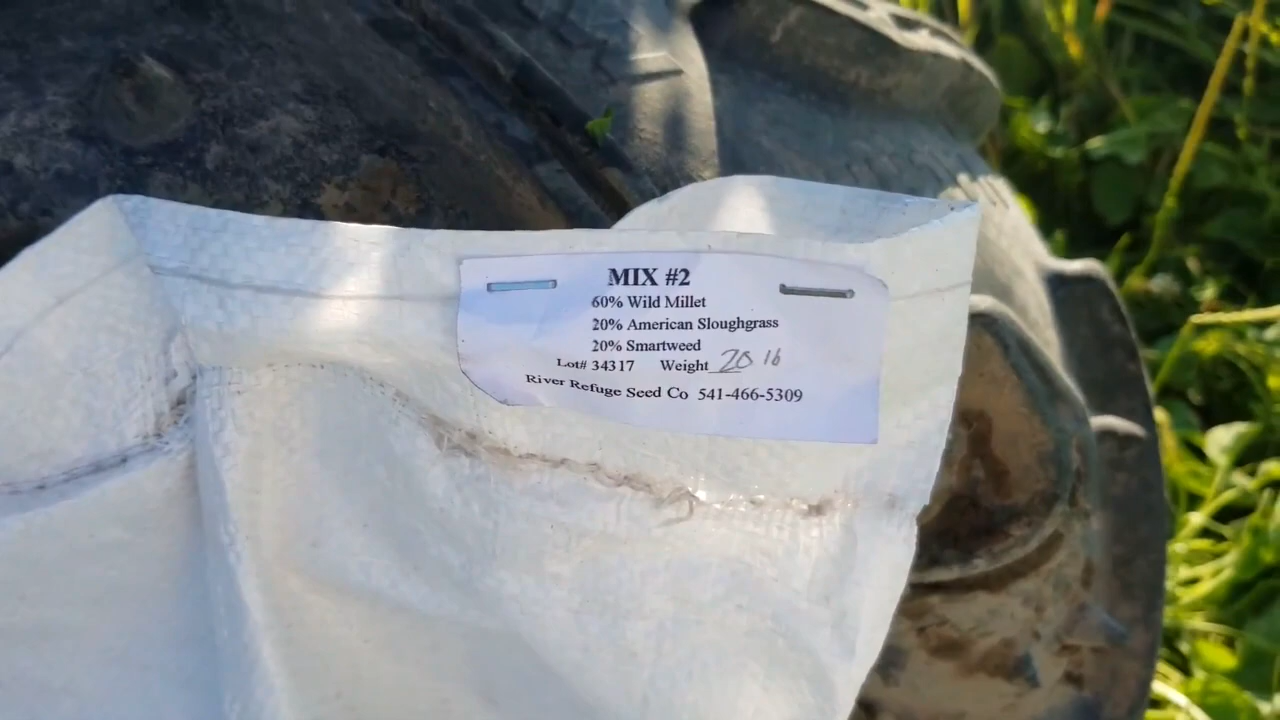 MIX #2
60% Wild Millet
20% American Sloughgrass
20% Smartweed
Lot# 34317 Weight 20 lb
River Refuge Seed Co 541-466-5309